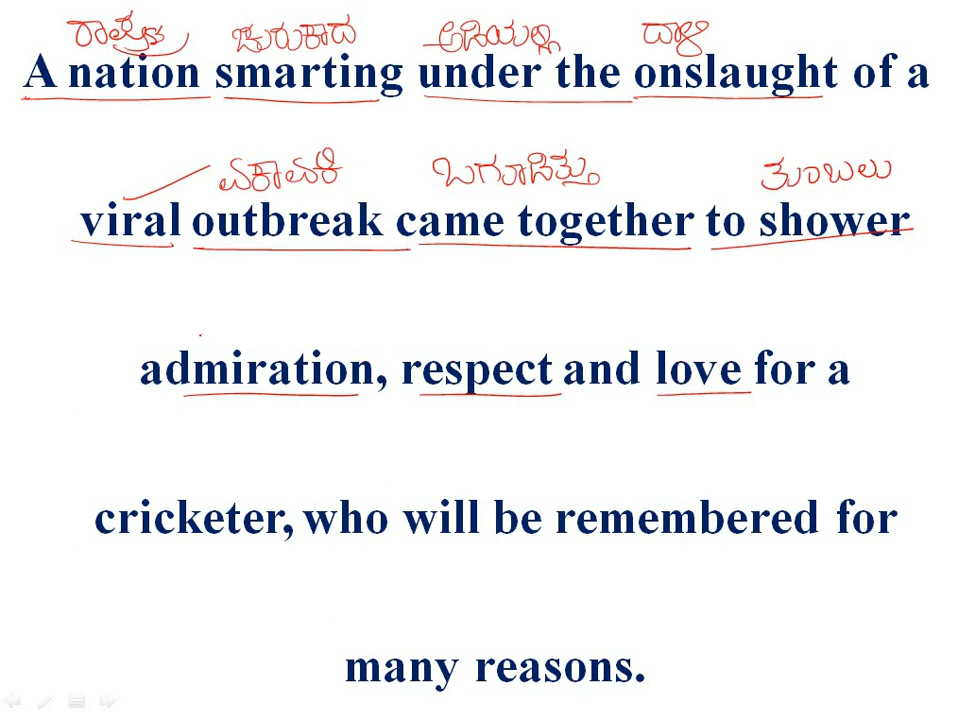 ರಾಷ್ಟ್ರ ಚುರುಕಾದ ಅಡಿಯಲ್ಲಿ ದಾಳಿ
A nation smarting under the onslaught of a
ಒಗೂಡಿತ್ತು
viral outbreak came together to shower
admiration, respect and love for a
cricketer, who will be remembered for
many reasons.